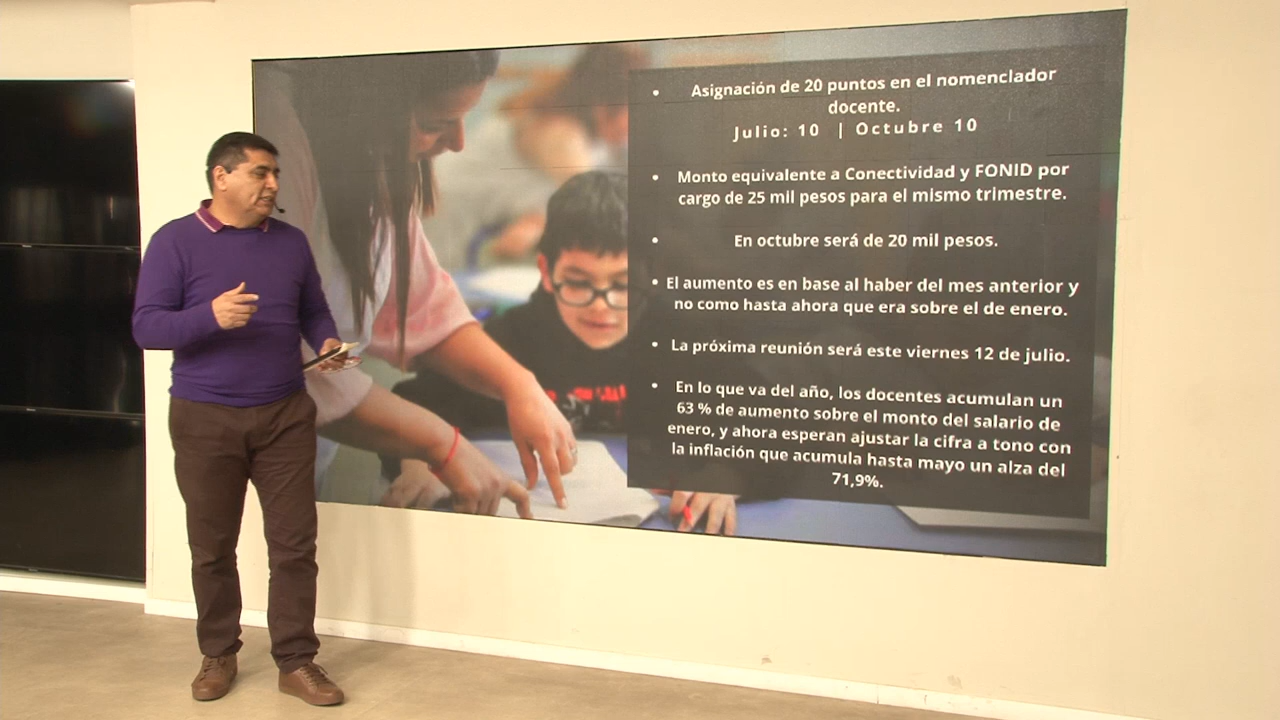 • Asignación de 20 puntos en el nomenclador
docente.
Julio: 10 | Octubre 10
• Monto equivalente a Conectividad y FONID por
cargo de 25 mil pesos para el mismo trimestre.
• En octubre será de 20 mil pesos.
• El aumento es en base al haber del mes anterior y
no como hasta ahora que era sobre el de enero.
• La próxima reunión será este viernes 12 de julio.
• En lo que va del año, los docentes acumulan un
63 % de aumento sobre el monto del salario de
enero, y ahora esperan ajustar la cifra a tono con
la inflación que acumula hasta mayo un alza del
71,9%.